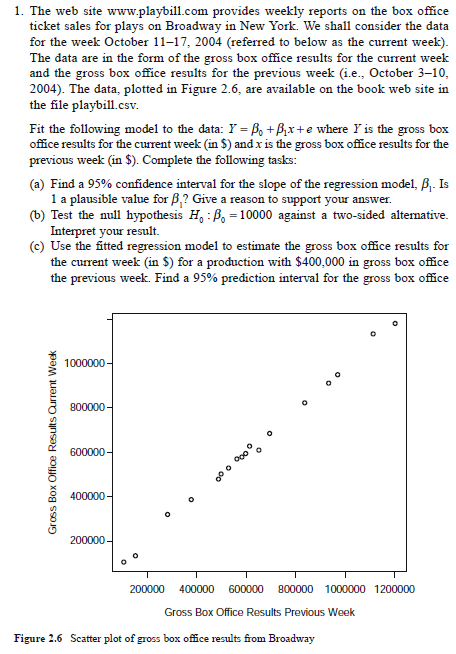 1. The web site www.playbill.com provides weekly reports on the box office
ticket sales for plays on Broadway in New York. We shall consider the data
for the week October 11–17, 2004 (referred to below as the current week).
The data are in the form of the gross box office results for the current week
and the gross box office results for the previous week (i.e., October 3–10,
2004). The data, plotted in Figure 2.6, are available on the book web site in
the file playbill.csv.
Fit the following model to the data: Y = β₀ + β₁x + e where Y is the gross box
office results for the current week (in $) and x is the gross box office results for the
previous week (in $). Complete the following tasks:
(a) Find a 95% confidence interval for the slope of the regression model, β₁. Is
1 a plausible value for β₁? Give a reason to support your answer.
(b) Test the null hypothesis H₀ : β₀ = 10000 against a two-sided alternative.
Interpret your result.
(c) Use the fitted regression model to estimate the gross box office results for
the current week (in $) for a production with $400,000 in gross box office
the previous week. Find a 95% prediction interval for the gross box office
Gross Box Office Results Current Week
1000000
800000
600000
400000
200000
200000 400000 600000 800000 1000000 1200000
Gross Box Office Results Previous Week
Figure 2.6 Scatter plot of gross box office results from Broadway